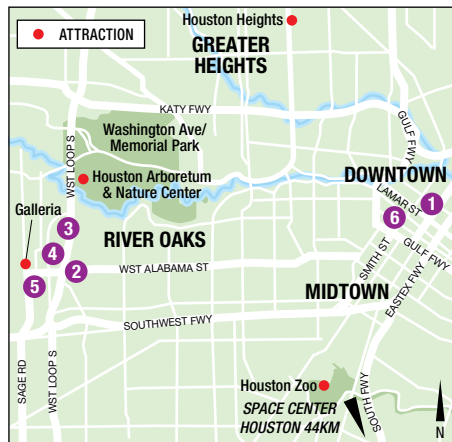 ATTRACTION
Houston Heights
GREATER
HEIGHTS
KATY FWY
GULF FWY
Washington Ave/
Memorial Park
WST LOOP S
Houston Arboretum
& Nature Center
DOWNTOWN
LAMAR ST
1
6
Galleria
3
RIVER OAKS
4
2
5
WST ALABAMA ST
SMITH ST
GULF FWY
EASTEX FWY
MIDTOWN
SOUTHWEST FWY
SAGE RD
WST LOOP S
Houston Zoo
SPACE CENTER
HOUSTON 44KM
SOUTH FWY
N